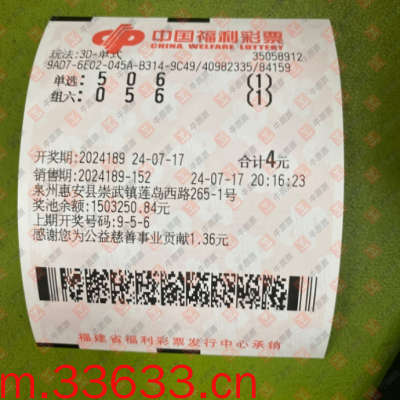 中国福利彩票
CHINA WELFARE LOTTERY
玩法:3D-单式 35058912
9AD7-6E02-045A-B314-9C49/40982335/84159
单选: 5 0 6 (1)
组六: 0 5 6 (1)
开奖期:2024189 24-07-17 合计4元
销售期:2024189-152 24-07-17 20:16:23
泉州惠安县崇武镇莲岛西路265-1号
奖池余额:1503250.84元
上期开奖号码:9-5-6
感谢您为公益慈善事业贡献1.36元
福建省福利彩票发行中心承销
m.33633.cn